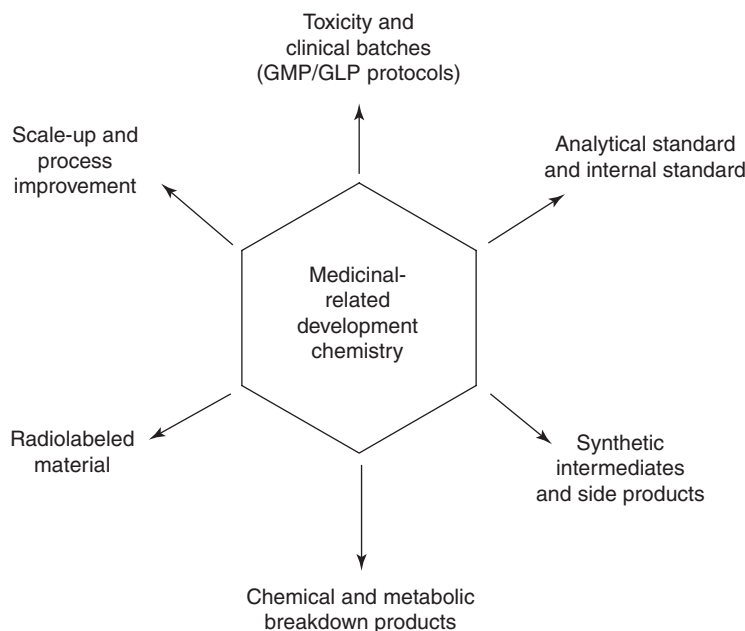 Toxicity and
clinical batches
(GMP/GLP protocols)
Scale-up and
process
improvement
Analytical standard
and internal standard
Medicinal-
related
development
chemistry
Radiolabeled
material
Synthetic
intermediates
and side products
Chemical and metabolic
breakdown products